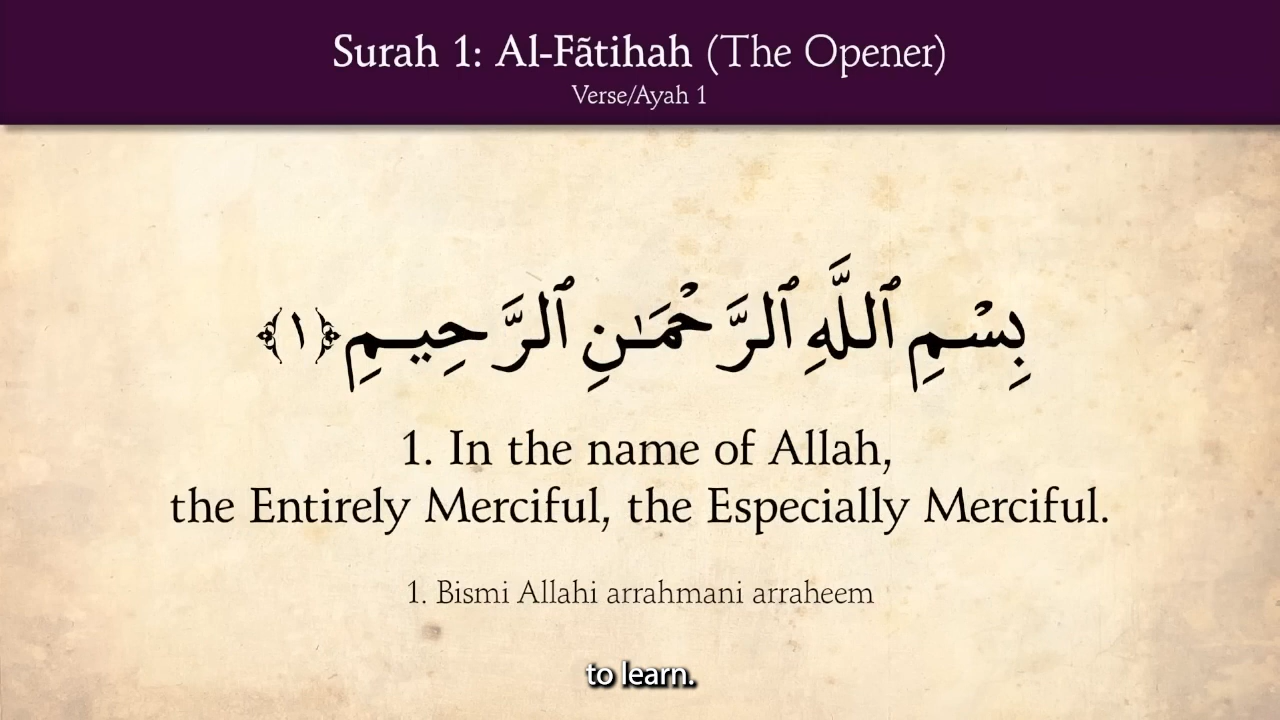 Surah 1: Al-Fãtihah (The Opener)
Verse/Ayah 1
بِسْمِ ٱللَّهِ ٱلرَّحْمَـٰنِ ٱلرَّحِيمِ ﴿١﴾
1. In the name of Allah,
the Entirely Merciful, the Especially Merciful.
1. Bismi Allahi arrahmani arraheem
to learn.